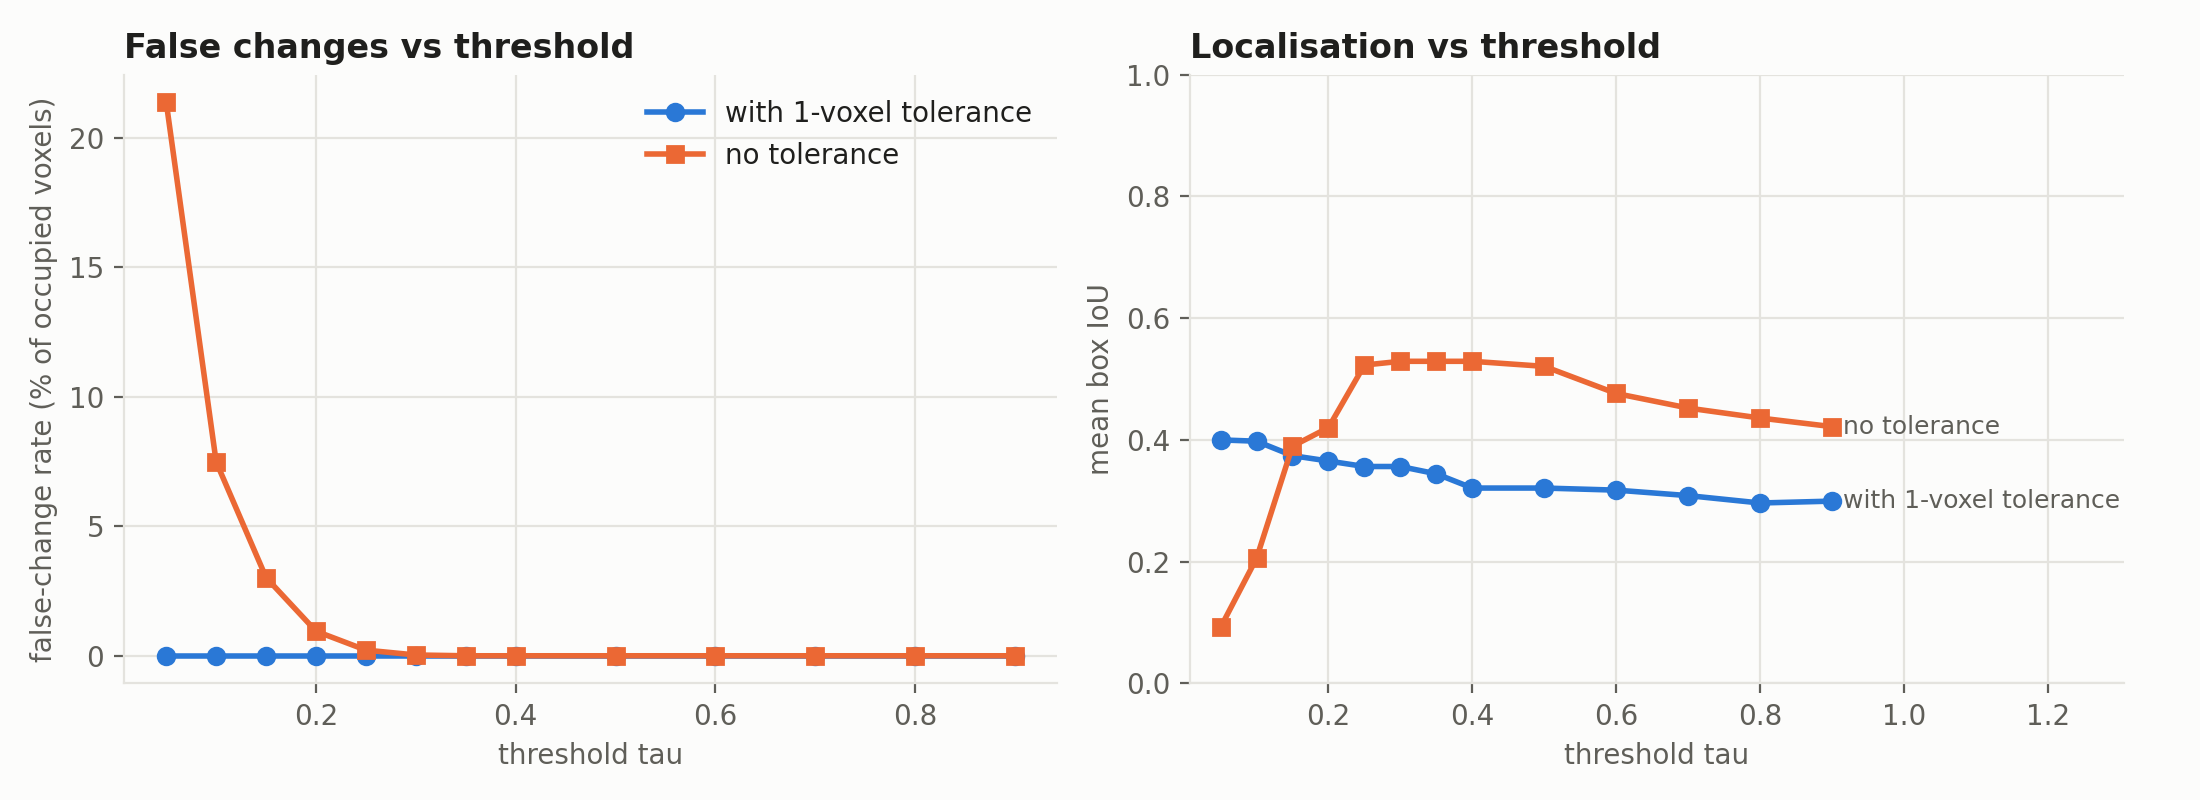 False changes vs threshold
false-change rate (% of occupied voxels)
20
15
10
5
0
with 1-voxel tolerance
no tolerance
0.2 0.4 0.6 0.8
threshold tau
Localisation vs threshold
mean box IoU
1.0
0.8
0.6
0.4
0.2
0.0
no tolerance
with 1-voxel tolerance
0.2 0.4 0.6 0.8 1.0 1.2
threshold tau